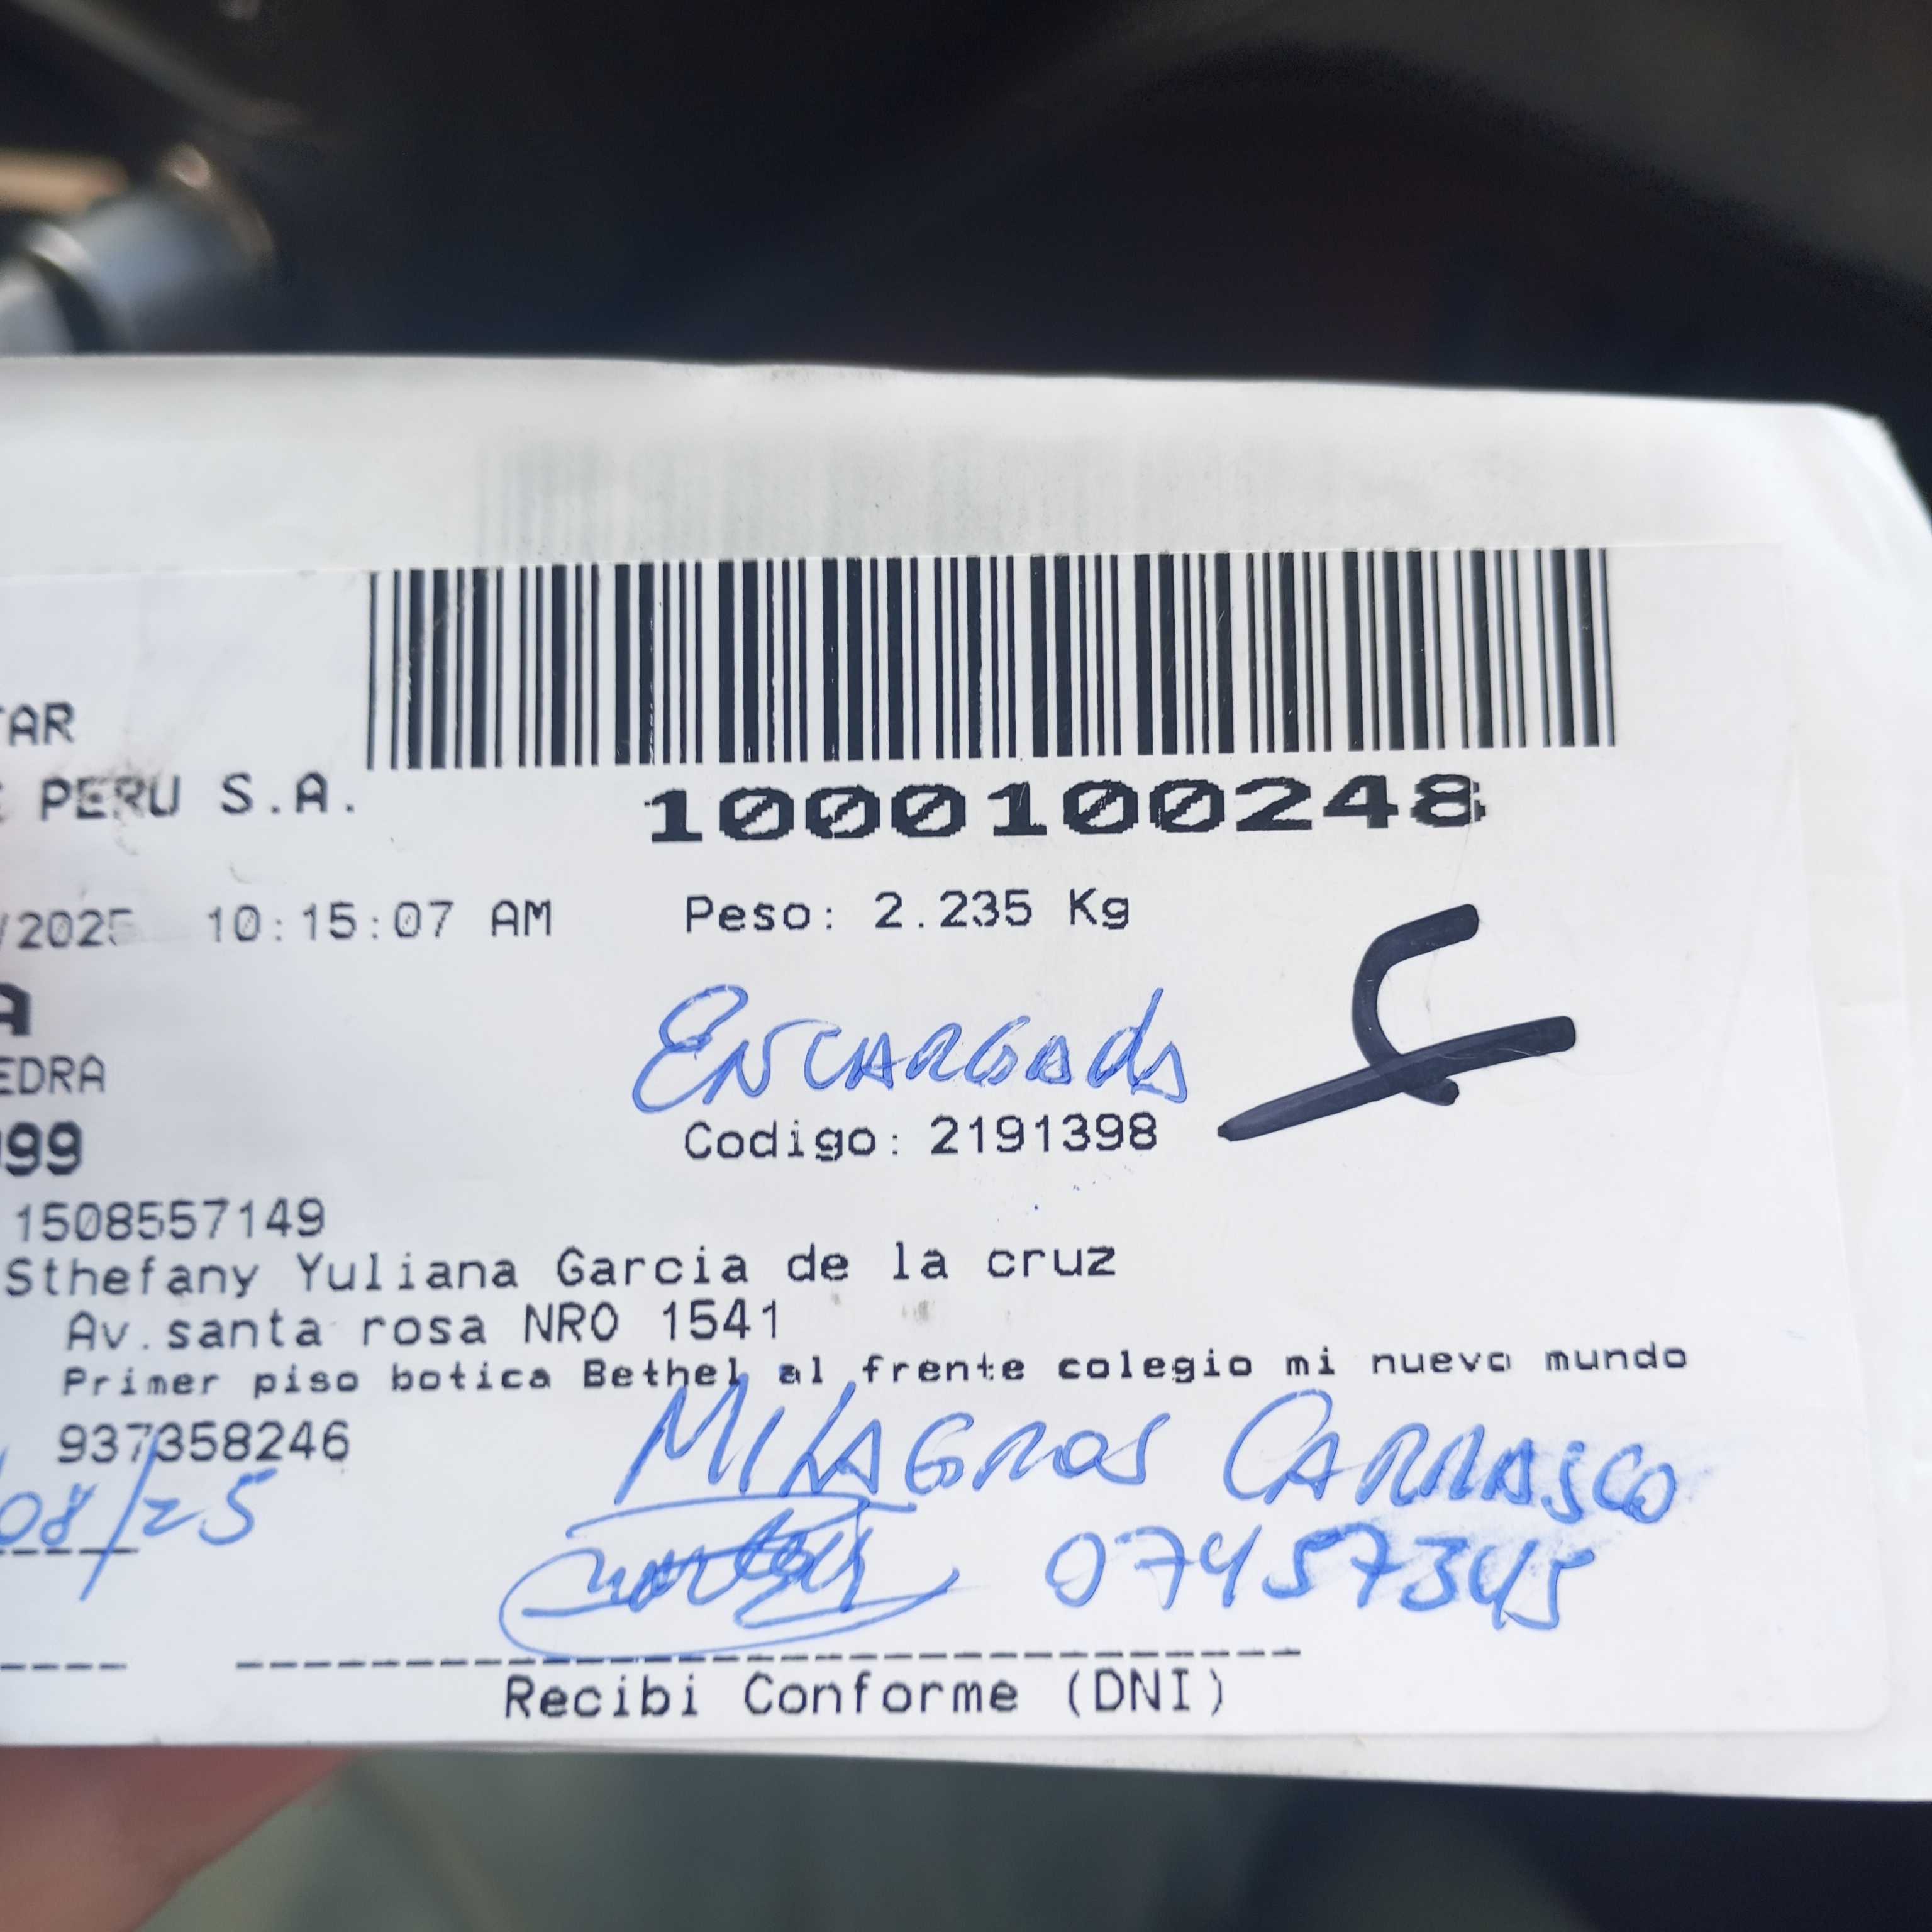 TAR
PERU S.A.
1000100248
/2025 10:15:07 AM Peso: 2.235 Kg
A
ENCARGADA
EDRA
Codigo: 2191398
99
1508557149
Sthefany Yuliana Garcia de la cruz
Av.santa rosa NRO 1541
Primer piso botica Bethel al frente colegio mi nuevo mundo
937358246
MILAGROS CARRASCO
08/25
07457345
Recibi Conforme (DNI)